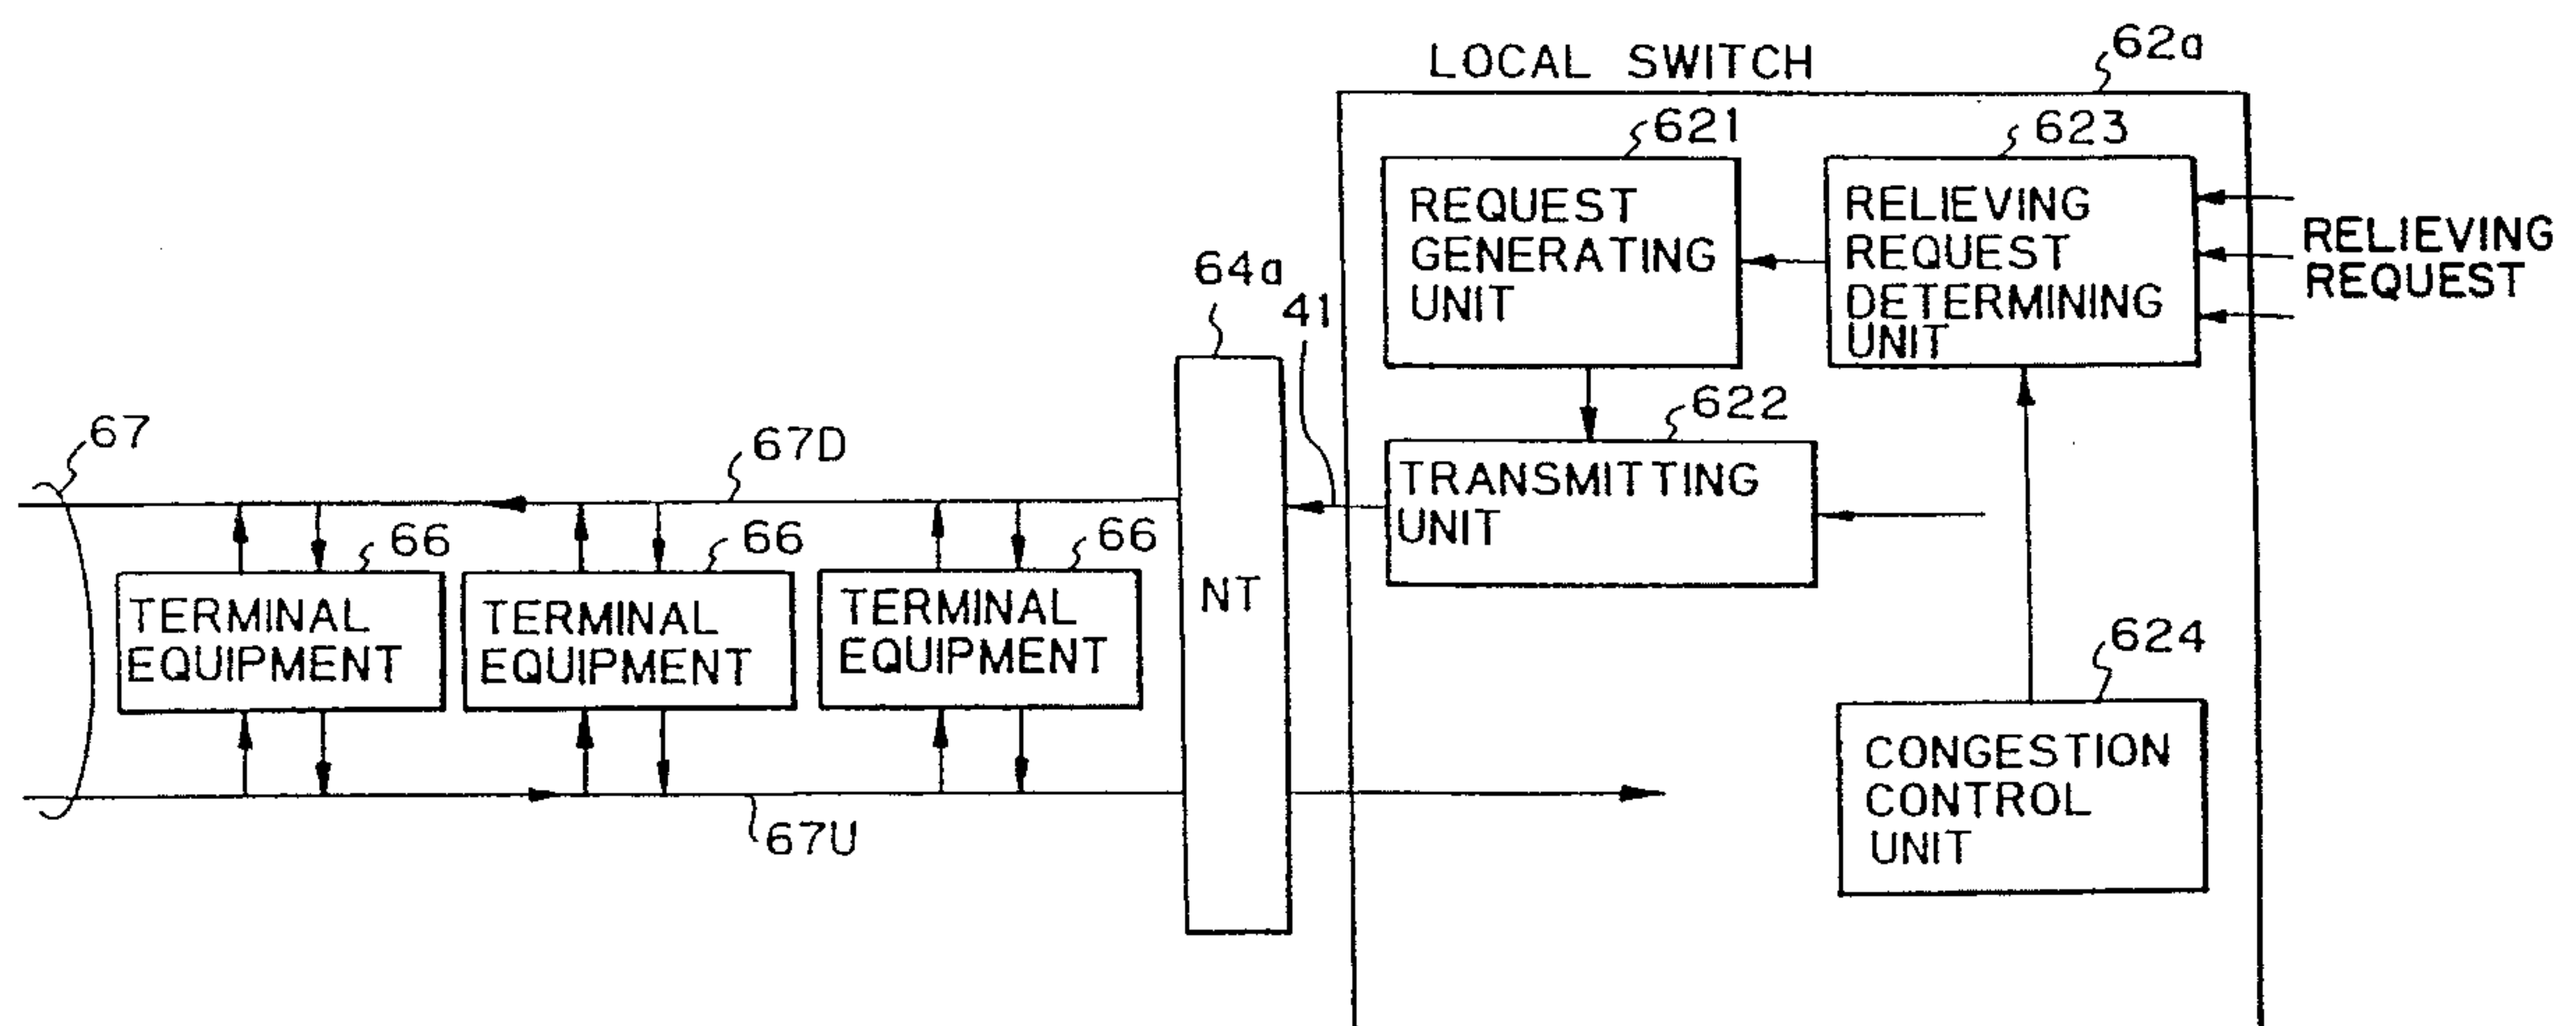 LOCAL SWITCH
62a
621
623
REQUEST
GENERATING
UNIT
RELIEVING
REQUEST
DETERMINING
UNIT
RELIEVING
REQUEST
64a
41
622
TRANSMITTING
UNIT
67
67D
66
66
66
TERMINAL
EQUIPMENT
TERMINAL
EQUIPMENT
TERMINAL
EQUIPMENT
NT
624
CONGESTION
CONTROL
UNIT
67U